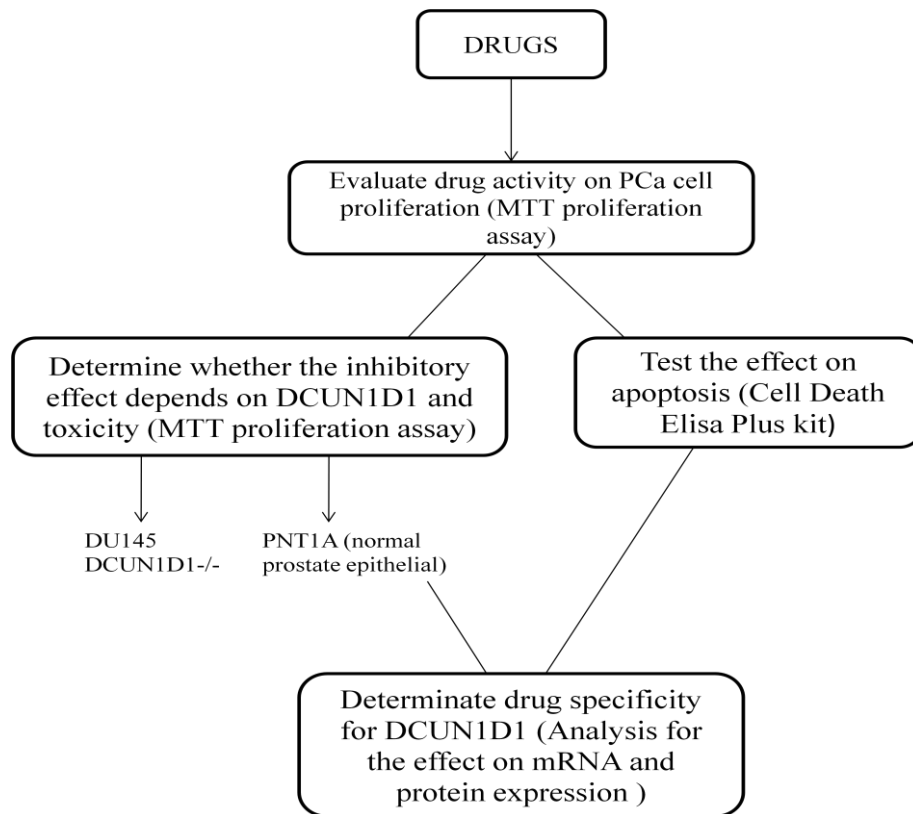 DRUGS
Evaluate drug activity on PCa cell
proliferation (MTT proliferation
assay)
Determine whether the inhibitory
effect depends on DCUN1D1 and
toxicity (MTT proliferation assay)
Test the effect on
apoptosis (Cell Death
Elisa Plus kit)
DU145
DCUN1D1-/-
PNT1A (normal
prostate epithelial)
Determinate drug specificity
for DCUN1D1 (Analysis for
the effect on mRNA and
protein expression )